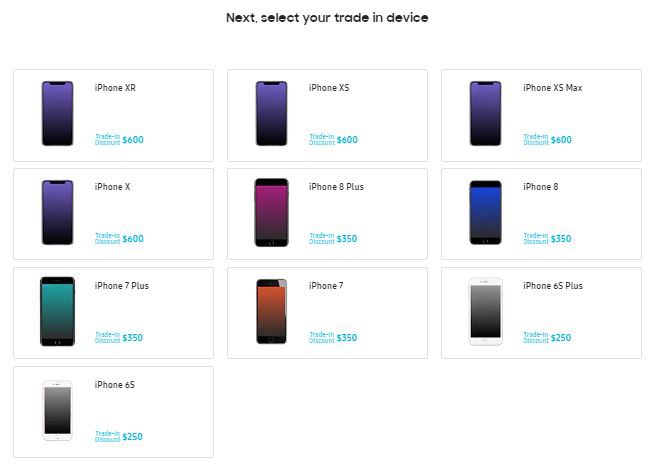 Next, select your trade in device
iPhone XR
Trade-In
Discount $600
iPhone XS
Trade-In
Discount $600
iPhone XS Max
Trade-In
Discount $600
iPhone X
Trade-In
Discount $600
iPhone 8 Plus
Trade-In
Discount $350
iPhone 8
Trade-In
Discount $350
iPhone 7 Plus
Trade-In
Discount $350
iPhone 7
Trade-In
Discount $350
iPhone 6S Plus
Trade-In
Discount $250
iPhone 6S
Trade-In
Discount $250